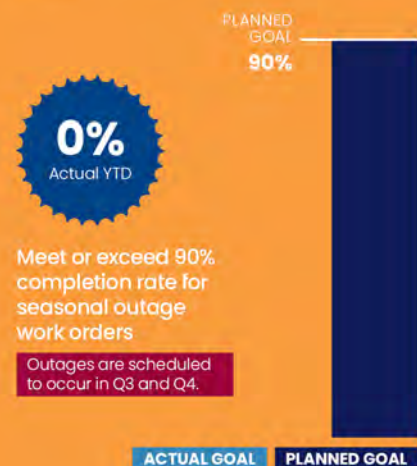 PLANNED
GOAL
90%
0%
Actual YTD
Meet or exceed 90%
completion rate for
seasonal outage
work orders
Outages are scheduled
to occur in Q3 and Q4.
ACTUAL GOAL
PLANNED GOAL